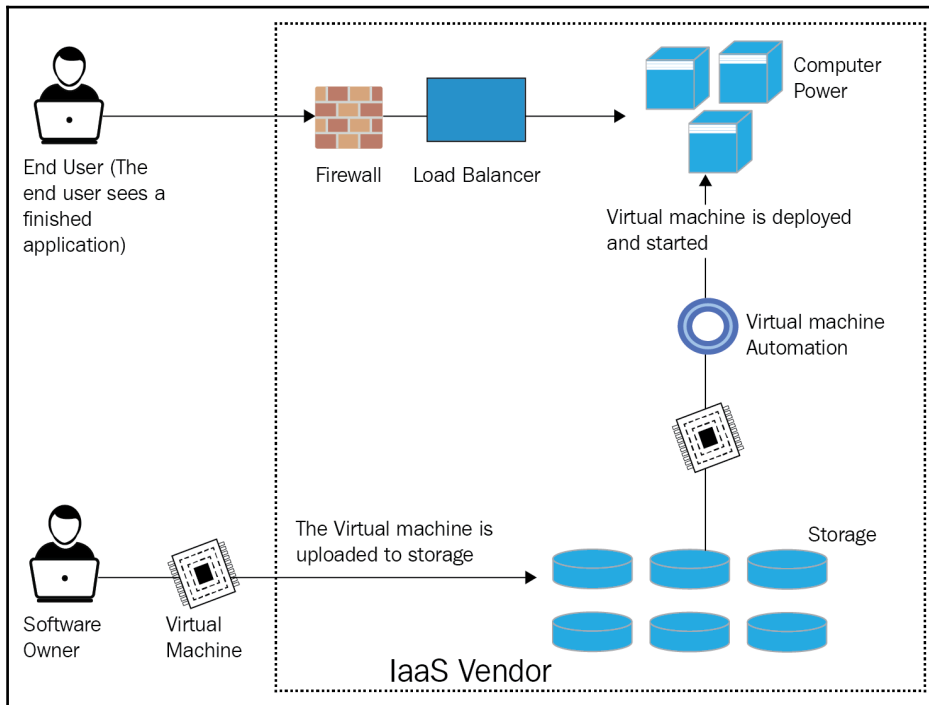 Computer
Power
End User (The
end user sees a
finished
application)
Firewall
Load Balancer
Virtual machine is deployed
and started
Virtual machine
Automation
The Virtual machine is
uploaded to storage
Storage
Software
Owner
Virtual
Machine
IaaS Vendor